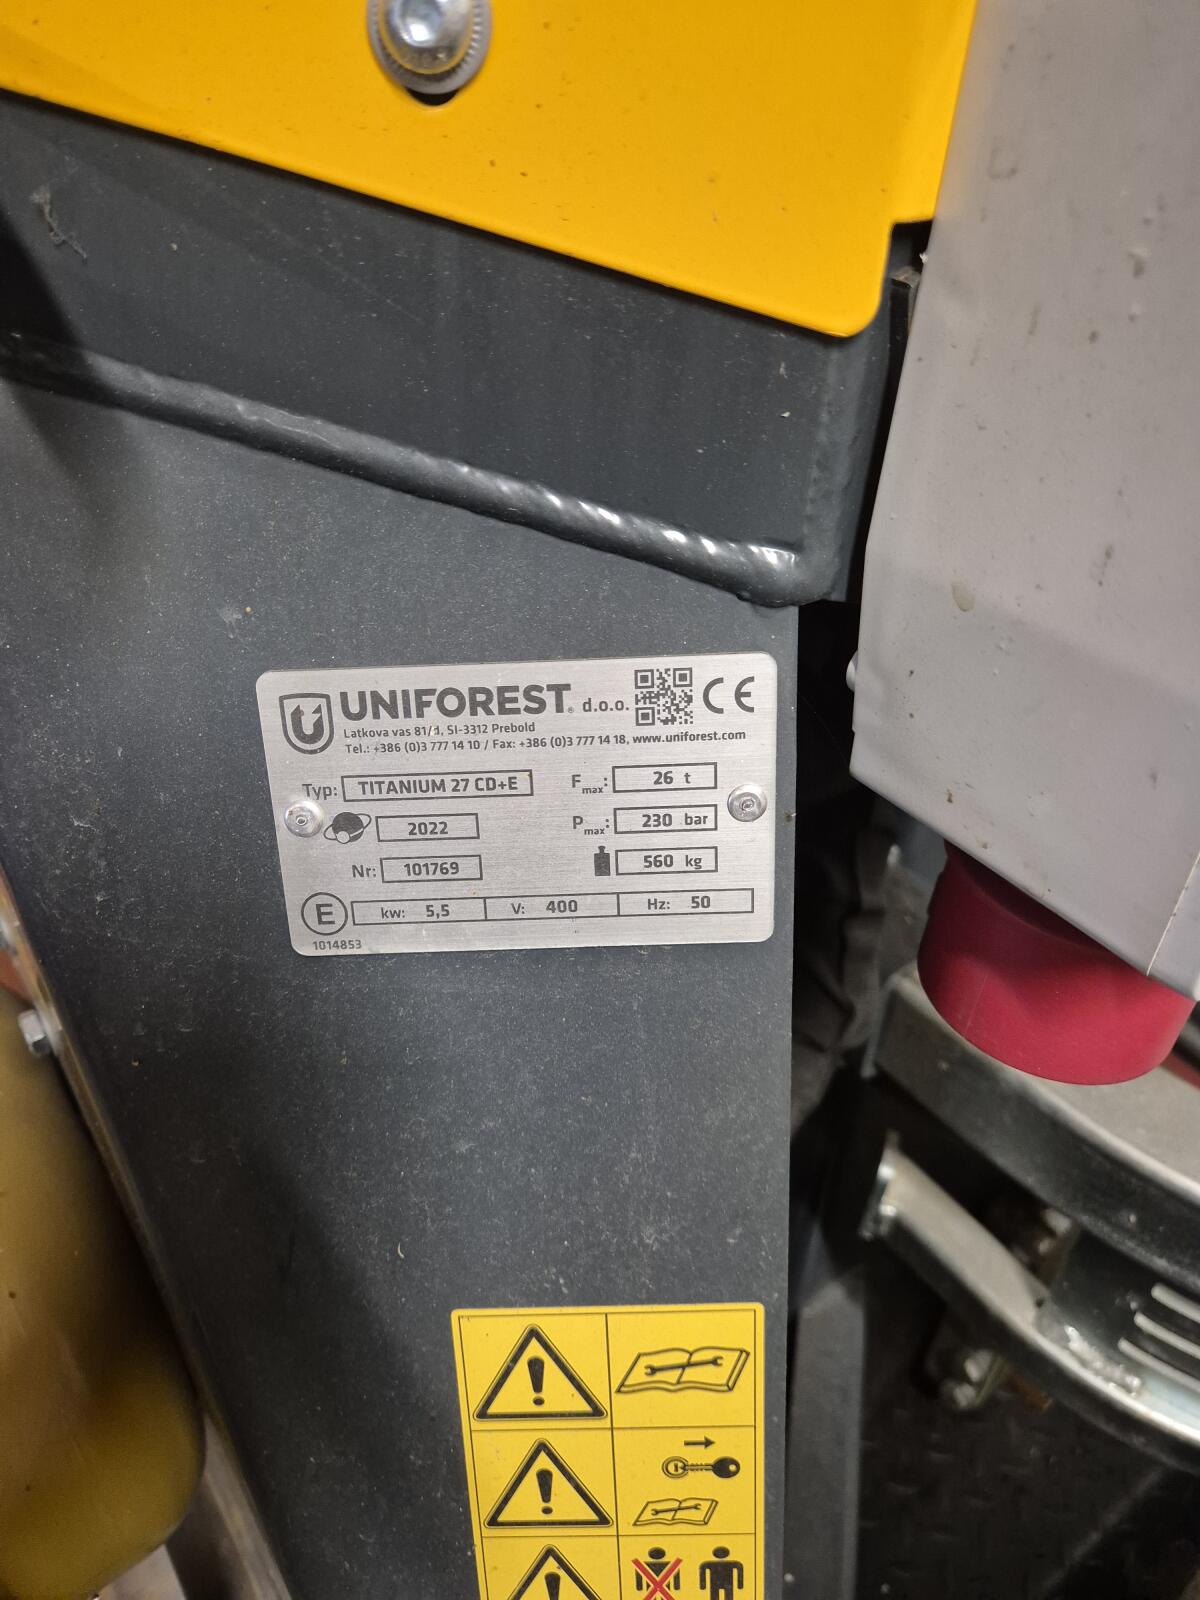 UNIFOREST® d.o.o. CE
Latkova vas 81/d, SI-3312 Prebold
Tel.: +386 (0)3 777 14 10 / Fax: +386 (0)3 777 14 18, www.uniforest.com
Typ: TITANIUM 27 CD+E
Fmax: 26 t
2022
Pmax: 230 bar
Nr: 101769
560 kg
E kw: 5,5 V: 400 Hz: 50
1014853